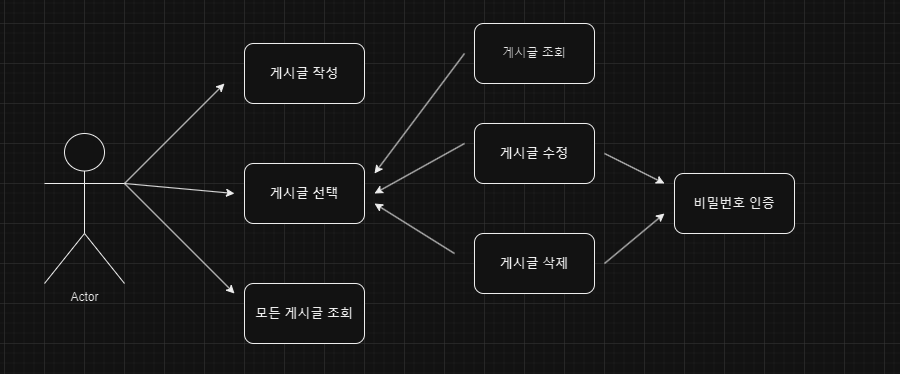 게시글 조회
게시글 작성
게시글 수정
게시글 선택
비밀번호 인증
게시글 삭제
Actor
모든 게시글 조회